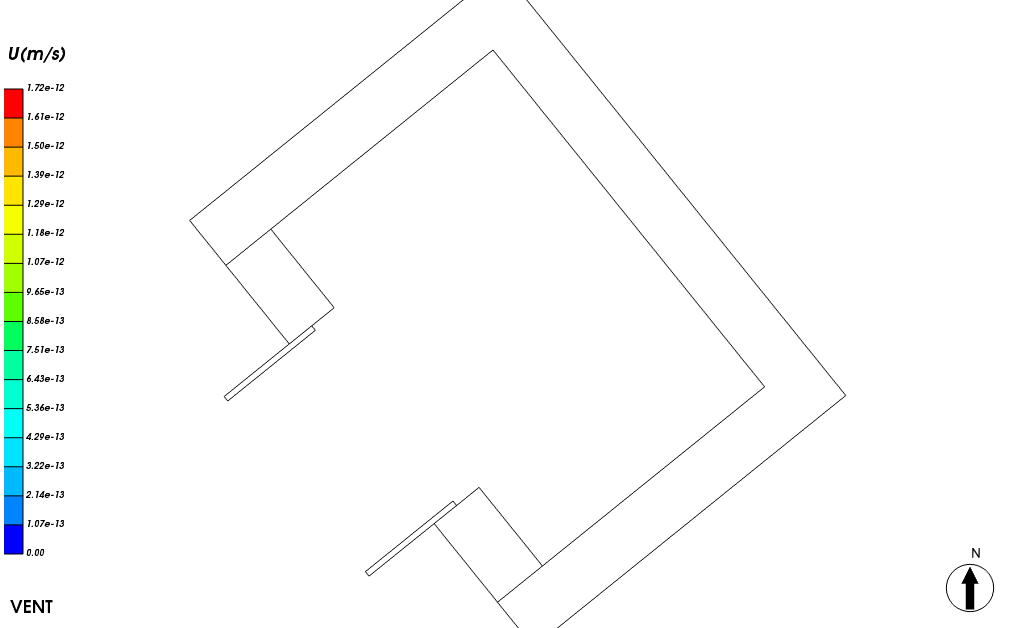 U(m/s)
1.72e-12
1.61e-12
1.50e-12
1.39e-12
1.29e-12
1.18e-12
1.07e-12
9.65e-13
8.58e-13
7.51e-13
6.43e-13
5.36e-13
4.29e-13
3.22e-13
2.14e-13
1.07e-13
0.00
N
VENT